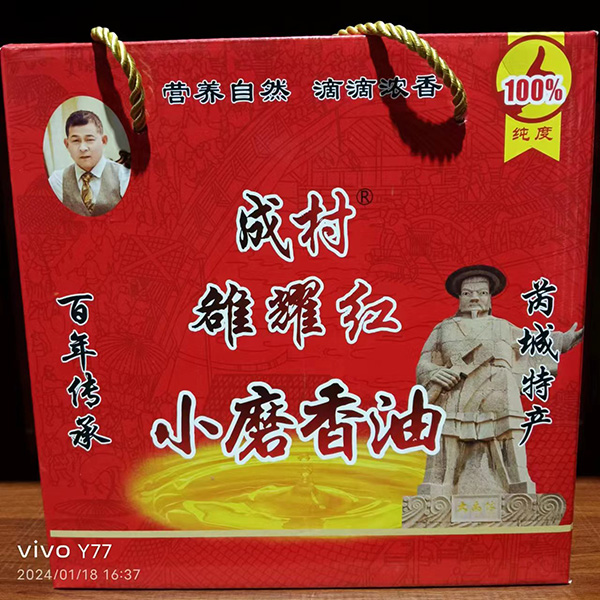 营养自然 滴滴浓香
100%
纯度
成村®
雒耀红
小磨香油
百年传承
芮城特产
vivo Y77
2024/01/18 16:37